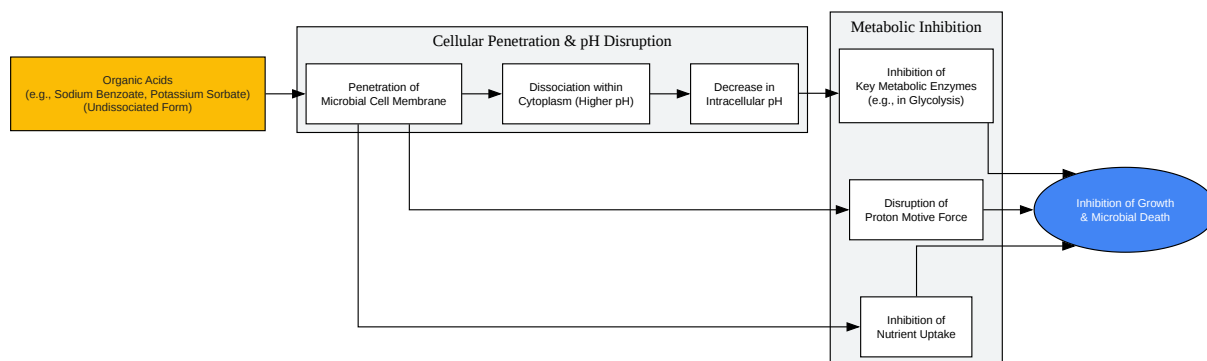 Cellular Penetration & pH Disruption
Metabolic Inhibition
Organic Acids
(e.g., Sodium Benzoate, Potassium Sorbate)
(Undissociated Form)
Penetration of
Microbial Cell Membrane
Dissociation within
Cytoplasm (Higher pH)
Decrease in
Intracellular pH
Inhibition of
Key Metabolic Enzymes
(e.g., in Glycolysis)
Disruption of
Proton Motive Force
Inhibition of
Nutrient Uptake
Inhibition of Growth
& Microbial Death